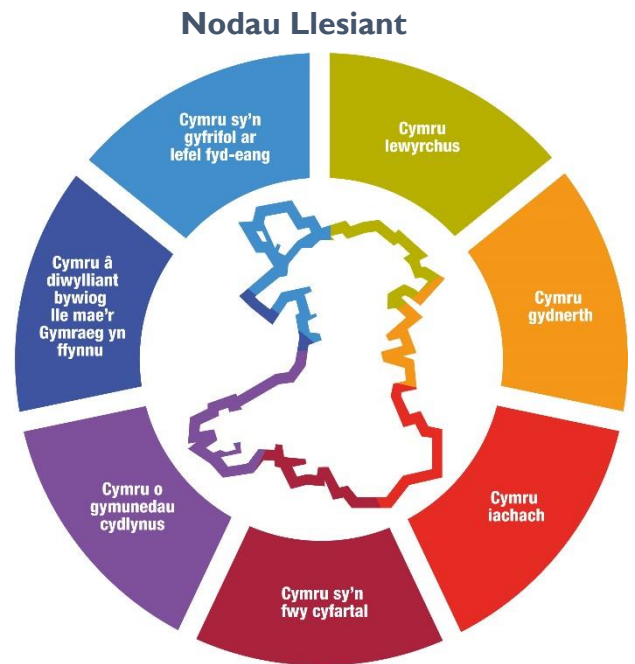 Nodau Llesiant
Cymru sy'n
gyfrifol ar
lefel fyd-eang
Cymru
lewyrchus
Cymru
gydnerth
Cymru
iachach
Cymru sy'n
fwy cyfartal
Cymru o
gymunedau
cydlynus
Cymru â
diwylliant
bywiog
lle mae'r
Gymraeg yn
ffynnu